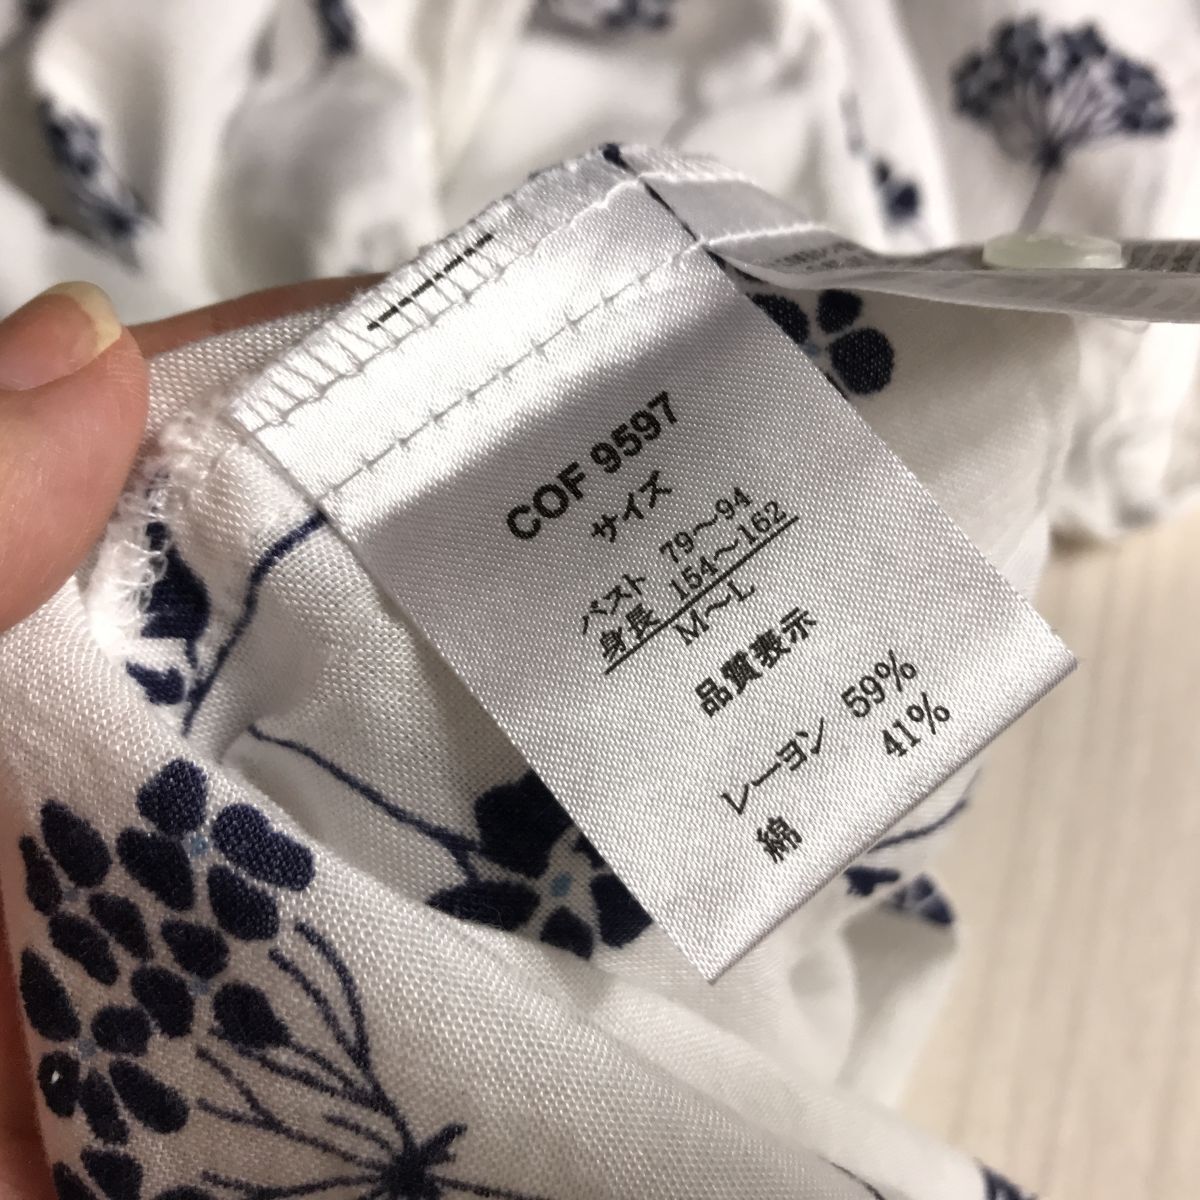 COF 9597
サイズ
バスト 79～94
身長 154～162
M～L
品質表示
レーヨン 59%
綿 41%